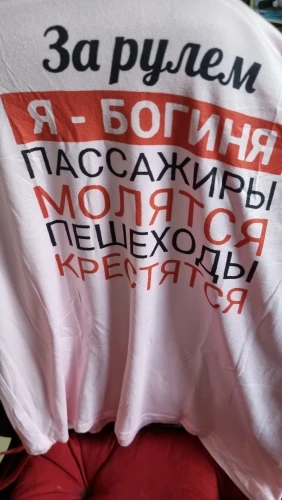 За рулем
Я - БОГИНЯ
ПАССАЖИРЫ
МОЛЯТСЯ
ПЕШЕХОДЫ
КРЕСТЯТСЯ